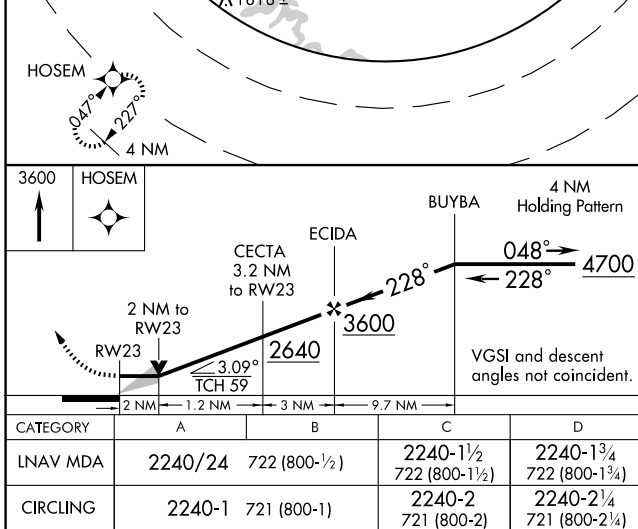 HOSEM
047°
227°
4 NM
3600
HOSEM
4 NM
Holding Pattern
BUYBA
ECIDA
CECTA
3.2 NM
to RW23
048°
228°
4700
228°
2 NM to
RW23
3600
RW23
2640
3.09°
TCH 59
VGSI and descent
angles not coincident.
2 NM
1.2 NM
3 NM
9.7 NM
CATEGORY A B C D
LNAV MDA 2240/24 722 (800-½) 2240-1½ 722 (800-1½) 2240-1¾ 722 (800-1¾)
CIRCLING 2240-1 721 (800-1) 2240-2 721 (800-2) 2240-2¼ 721 (800-2¼)